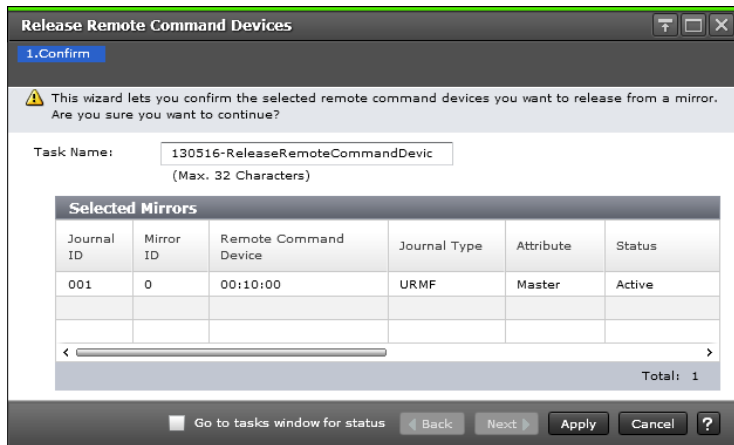 Release Remote Command Devices
1.Confirm
This wizard lets you confirm the selected remote command devices you want to release from a mirror.
Are you sure you want to continue?
Task Name: 130516-ReleaseRemoteCommandDevic
(Max. 32 Characters)
Selected Mirrors
Journal ID Mirror ID Remote Command Device Journal Type Attribute Status
001 0 00:10:00 URMF Master Active
Total: 1
Go to tasks window for status Back Next Apply Cancel ?